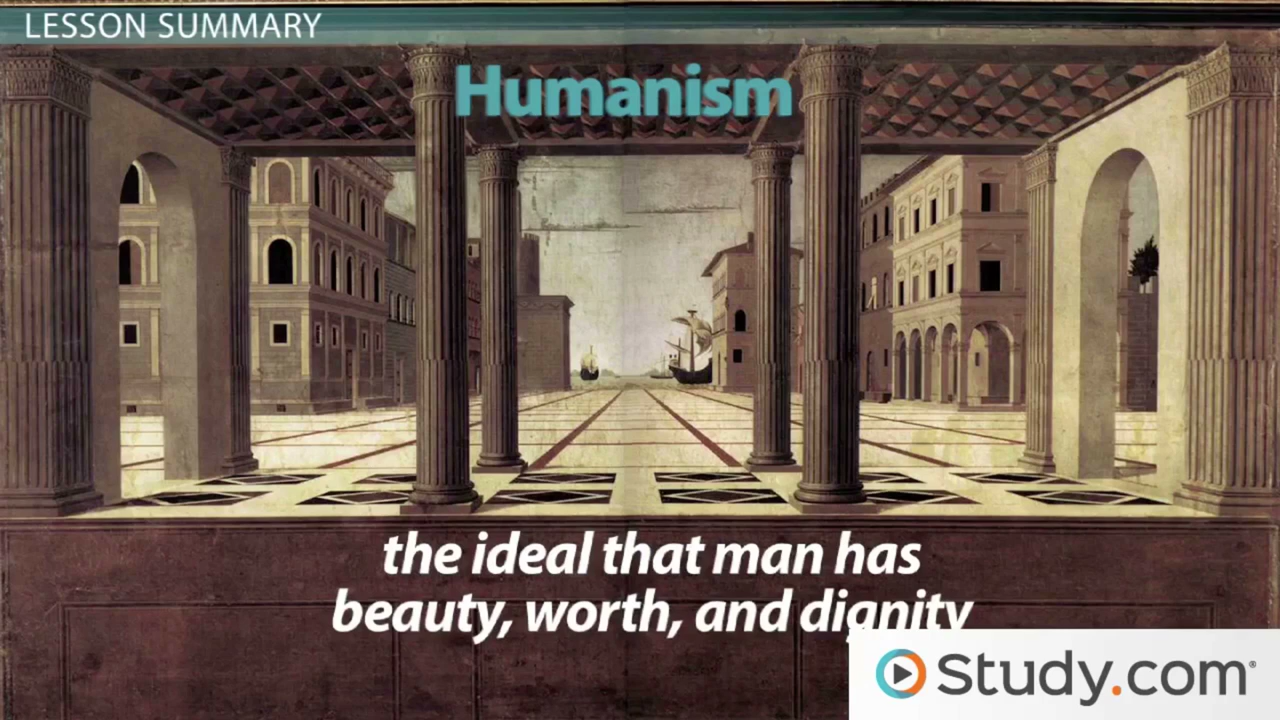 LESSON SUMMARY
Humanism
the ideal that man has
beauty, worth, and dignity
Study.com®